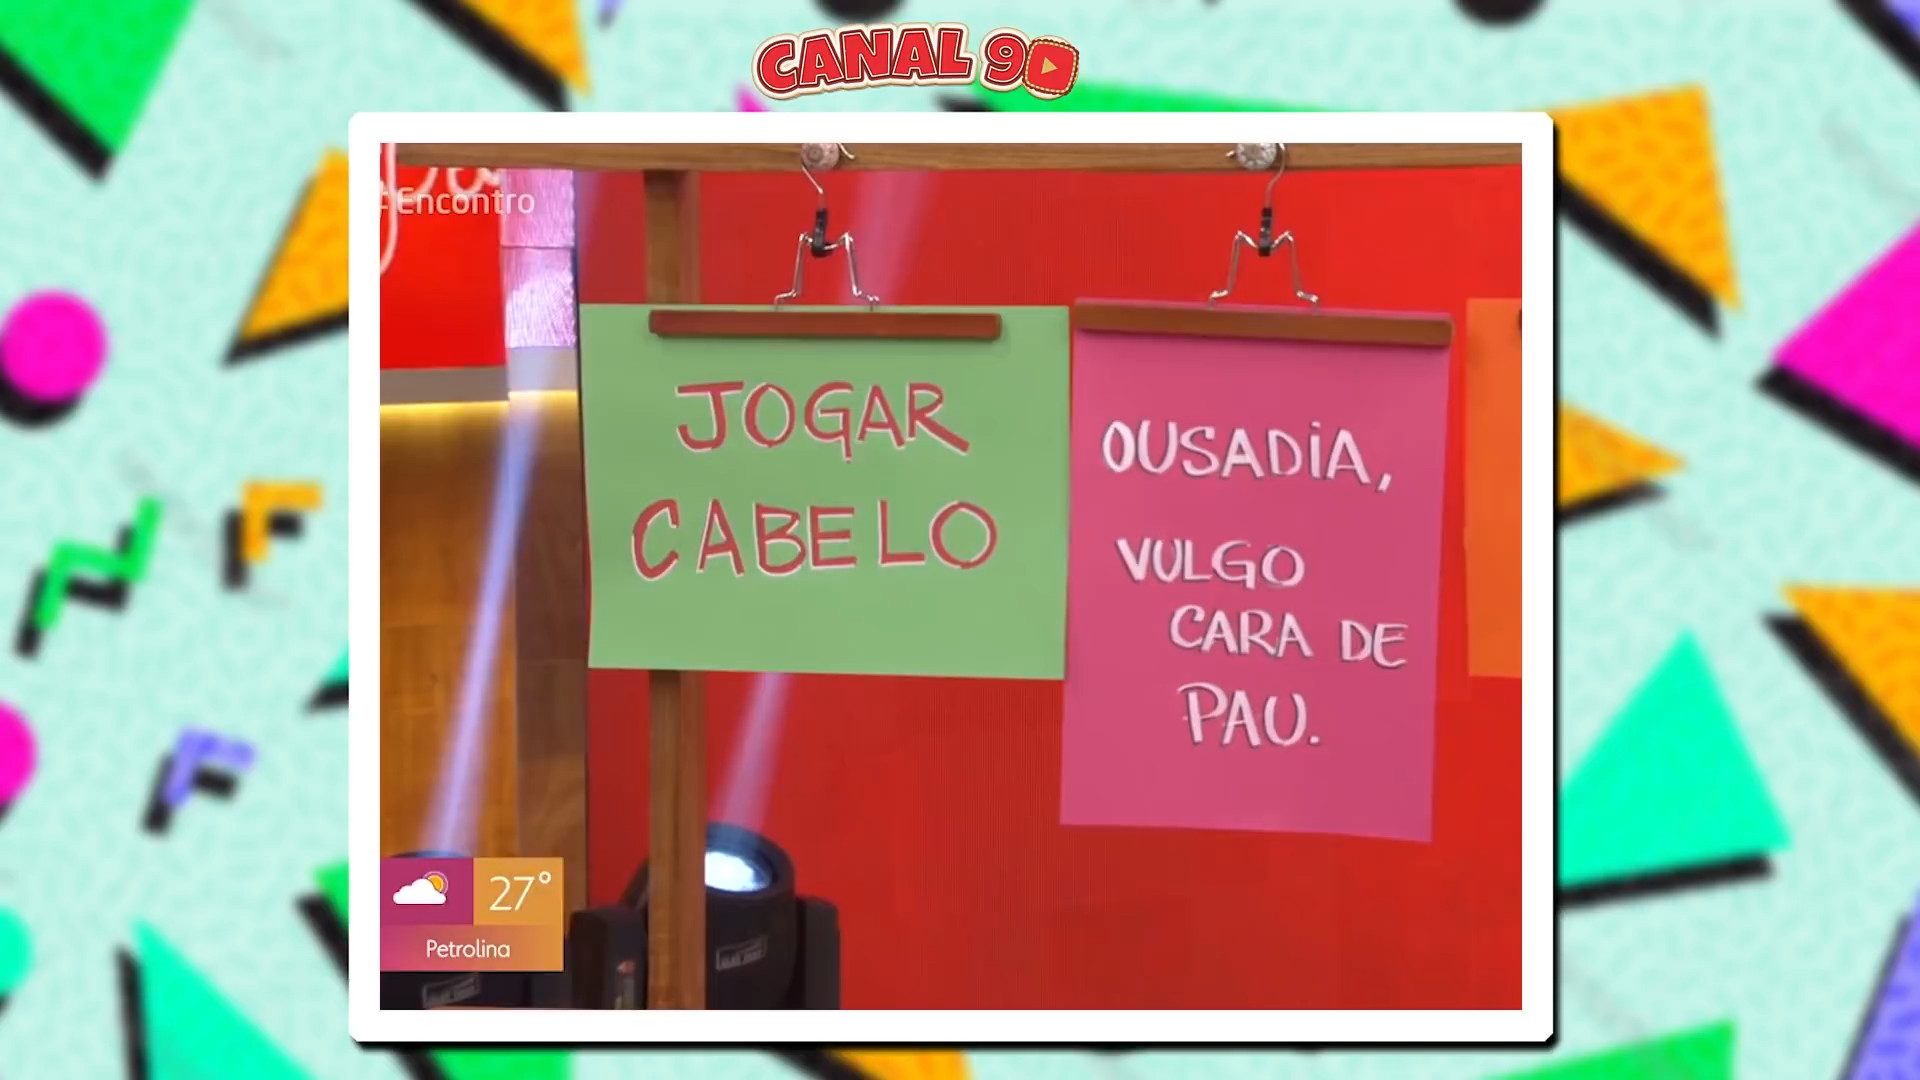 CANAL 90
#Encontro
JOGAR
CABELO
OUSADIA,
VULGO
CARA DE
PAU.
27°
Petrolina